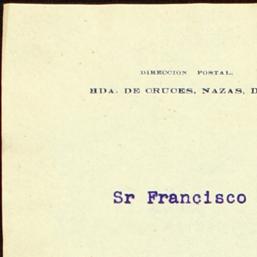 DIRECCION POSTAL.
HDA. DE CRUCES, NAZAS, D
Sr Francisco